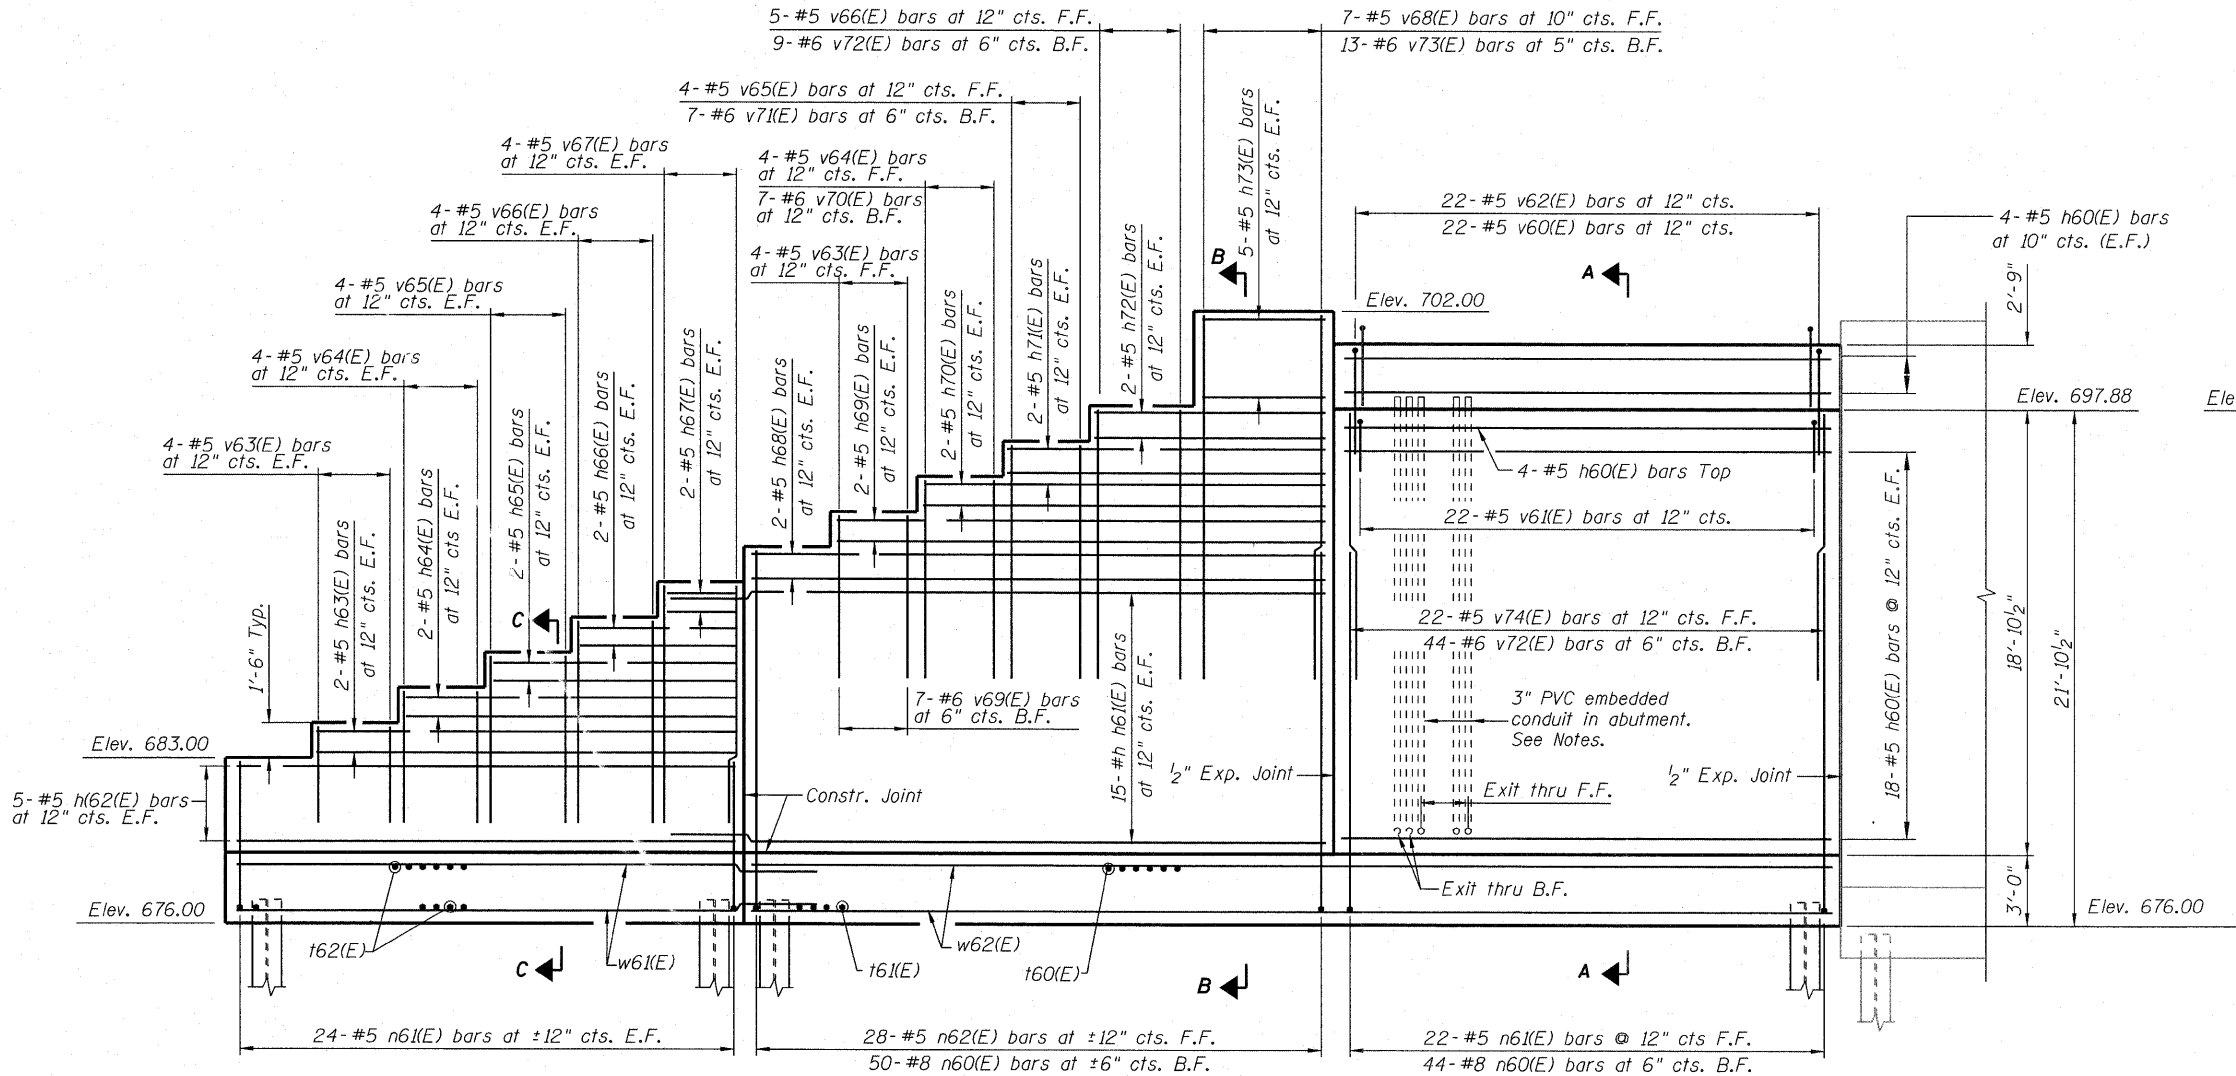 5- #5 v66(E) bars at 12" cts. F.F.
9- #6 v72(E) bars at 6" cts. B.F.
7- #5 v68(E) bars at 10" cts. F.F.
13- #6 v73(E) bars at 5" cts. B.F.
4- #5 v65(E) bars at 12" cts. F.F.
7- #6 v71(E) bars at 6" cts. B.F.
4- #5 v67(E) bars
at 12" cts. E.F.
4- #5 v64(E) bars
at 12" cts. F.F.
7- #6 v70(E) bars
at 12" cts. B.F.
5- #5 h73(E) bars
at 12" cts. E.F.
4- #5 v66(E) bars
at 12" cts. E.F.
22- #5 v62(E) bars at 12" cts.
22- #5 v60(E) bars at 12" cts.
4- #5 h60(E) bars
at 10" cts. (E.F.)
4- #5 v63(E) bars
at 12" cts. F.F.
B
A
2'-9"
4- #5 v65(E) bars
at 12" cts. E.F.
2- #5 h72(E) bars
at 12" cts. E.F.
2- #5 h71(E) bars
at 12" cts. E.F.
2- #5 h70(E) bars
at 12" cts. E.F.
2- #5 h69(E) bars
at 12" cts. E.F.
2- #5 h68(E) bars
at 12" cts. E.F.
2- #5 h67(E) bars
at 12" cts. E.F.
Elev. 702.00
4- #5 v64(E) bars
at 12" cts. E.F.
2- #5 h66(E) bars
at 12" cts. E.F.
2- #5 h65(E) bars
at 12" cts. E.F.
Elev. 697.88
Ele
4- #5 v63(E) bars
at 12" cts. E.F.
2- #5 h64(E) bars
at 12" cts E.F.
2- #5 h63(E) bars
at 12" cts. E.F.
4- #5 h60(E) bars Top
22- #5 v61(E) bars at 12" cts.
18- #5 h60(E) bars @ 12" cts. E.F.
C
1'-6" Typ.
22- #5 v74(E) bars at 12" cts. F.F.
44- #6 v72(E) bars at 6" cts. B.F.
18'-10½"
21'-10½"
15- #h h61(E) bars
at 12" cts. E.F.
7- #6 v69(E) bars
at 6" cts. B.F.
3" PVC embedded
conduit in abutment.
See Notes.
Elev. 683.00
½" Exp. Joint
½" Exp. Joint
5- #5 h(62(E) bars
at 12" cts. E.F.
Constr. Joint
Exit thru F.F.
Exit thru B.F.
3'-0"
Elev. 676.00
Elev. 676.00
t62(E)
w61(E)
t61(E)
w62(E)
t60(E)
C
B
A
24- #5 n61(E) bars at ±12" cts. E.F.
28- #5 n62(E) bars at ±12" cts. F.F.
50- #8 n60(E) bars at ±6" cts. B.F.
22- #5 n61(E) bars @ 12" cts F.F.
44- #8 n60(E) bars at 6" cts. B.F.